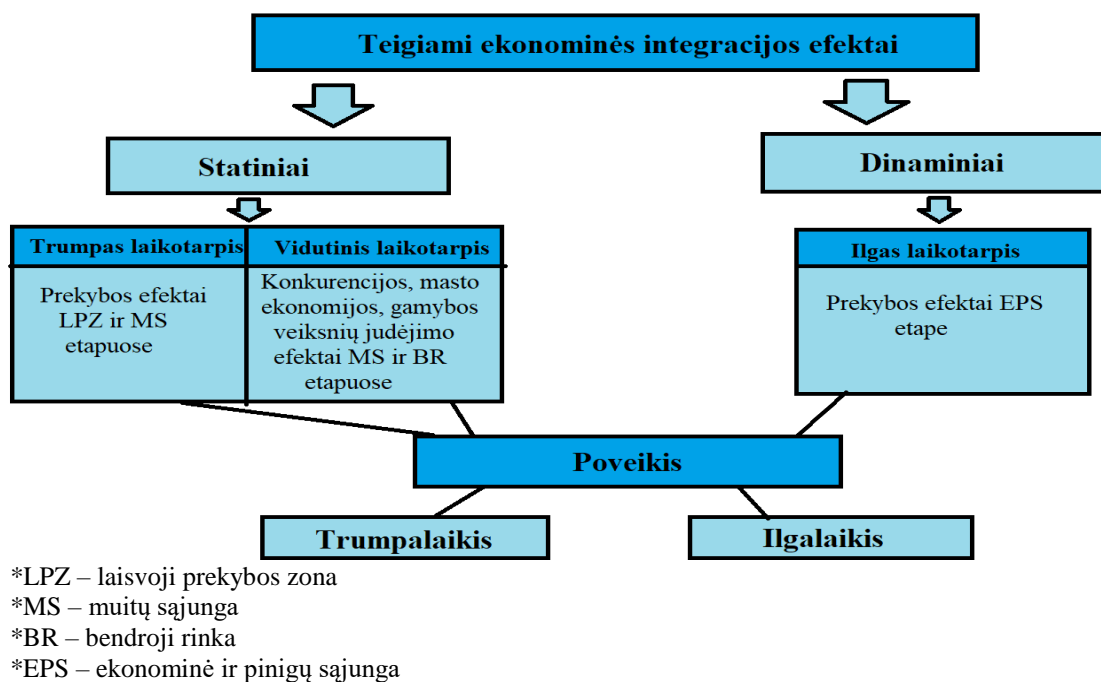 Teigiami ekonominės integracijos efektai
Statiniai
Dinaminiai
Trumpas laikotarpis
Vidutinis laikotarpis
Prekybos efektai
LPZ ir MS
etapuose
Konkurencijos, masto
ekonomijos, gamybos
veiksnių judėjimo
efektai MS ir BR
etapuose
Ilgas laikotarpis
Prekybos efektai EPS
etape
Poveikis
Trumpalaikis
Ilgalaikis
*LPZ – laisvoji prekybos zona
*MS – muitų sąjunga
*BR – bendroji rinka
*EPS – ekonominė ir pinigų sąjunga